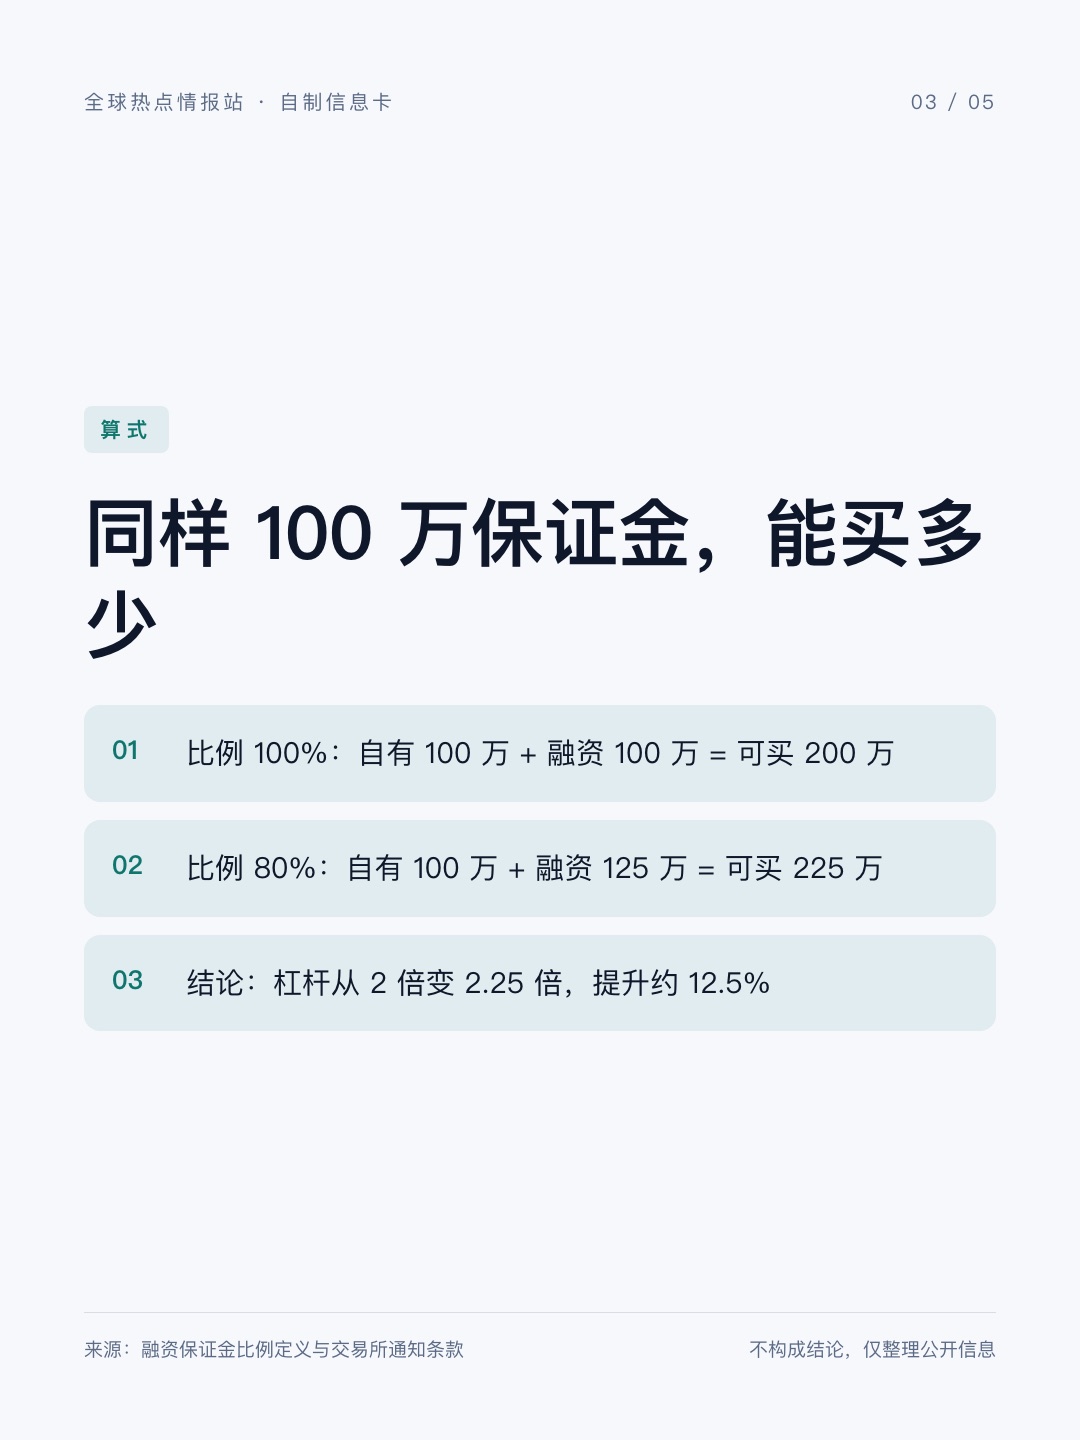 全球热点情报站 · 自制信息卡
03 / 05
算式
同样 100 万保证金，能买多
少
01 比例 100%：自有 100 万 + 融资 100 万 = 可买 200 万
02 比例 80%：自有 100 万 + 融资 125 万 = 可买 225 万
03 结论：杠杆从 2 倍变 2.25 倍，提升约 12.5%
来源：融资保证金比例定义与交易所通知条款
不构成结论，仅整理公开信息